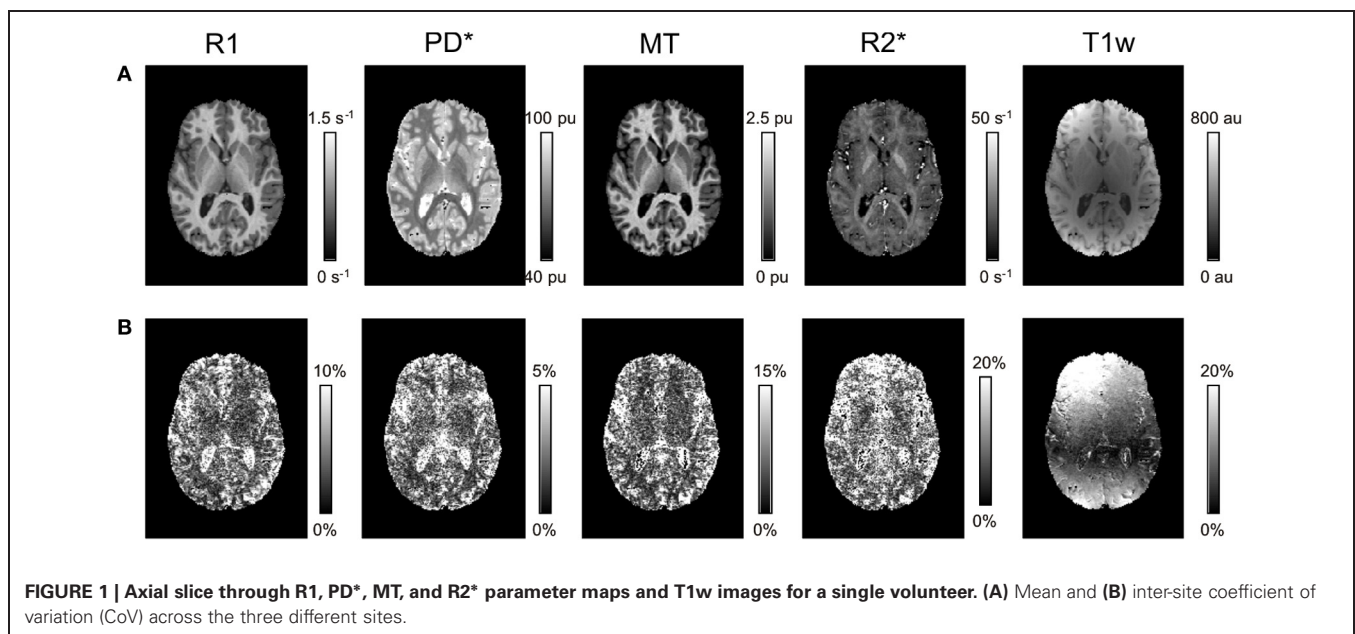 R1 PD* MT R2* T1w
A
1.5 s⁻¹ 100 pu 2.5 pu 50 s⁻¹ 800 au
0 s⁻¹ 40 pu 0 pu 0 s⁻¹ 0 au
B
10% 5% 15% 20% 20%
0% 0% 0% 0% 0%
FIGURE 1 | Axial slice through R1, PD*, MT, and R2* parameter maps and T1w images for a single volunteer. (A) Mean and (B) inter-site coefficient of
variation (CoV) across the three different sites.